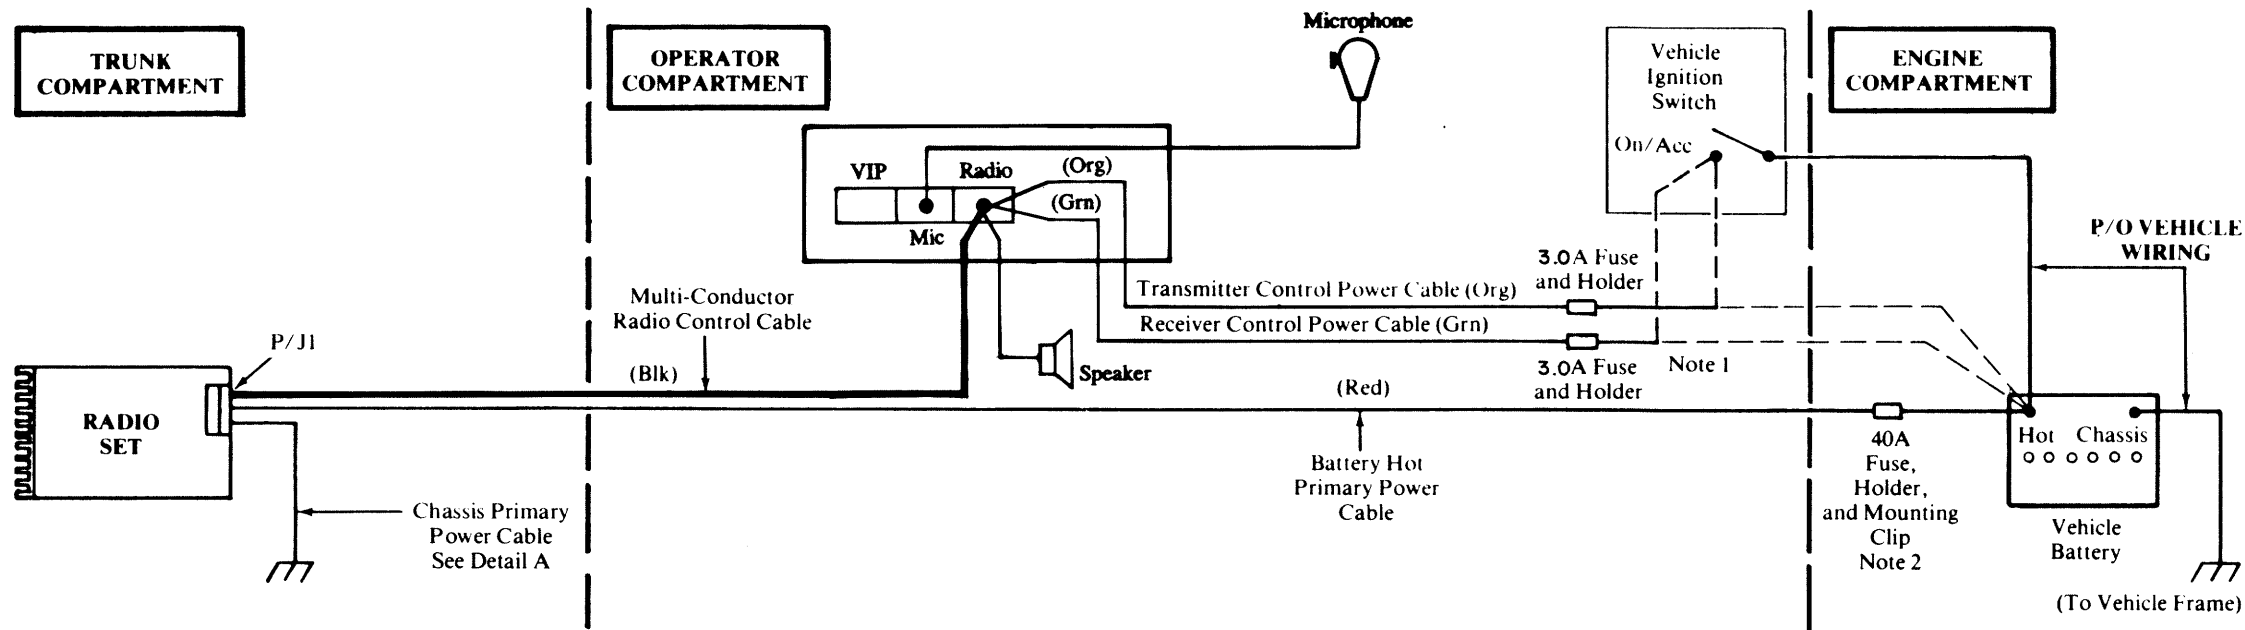 TRUNK
COMPARTMENT
P/J1
RADIO
SET
Chassis Primary
Power Cable
See Detail A
OPERATOR
COMPARTMENT
Microphone
VIP
Radio
Mic
(Org)
(Grn)
Multi-Conductor
Radio Control Cable
(Blk)
Speaker
Transmitter Control Power Cable (Org)
Receiver Control Power Cable (Grn)
3.0A Fuse
and Holder
3.0A Fuse
and Holder
Note 1
(Red)
Battery Hot
Primary Power
Cable
Vehicle
Ignition
Switch
On/Acc
ENGINE
COMPARTMENT
P/O VEHICLE
WIRING
40A
Fuse,
Holder,
and Mounting
Clip
Note 2
Hot Chassis
Vehicle
Battery
(To Vehicle Frame)